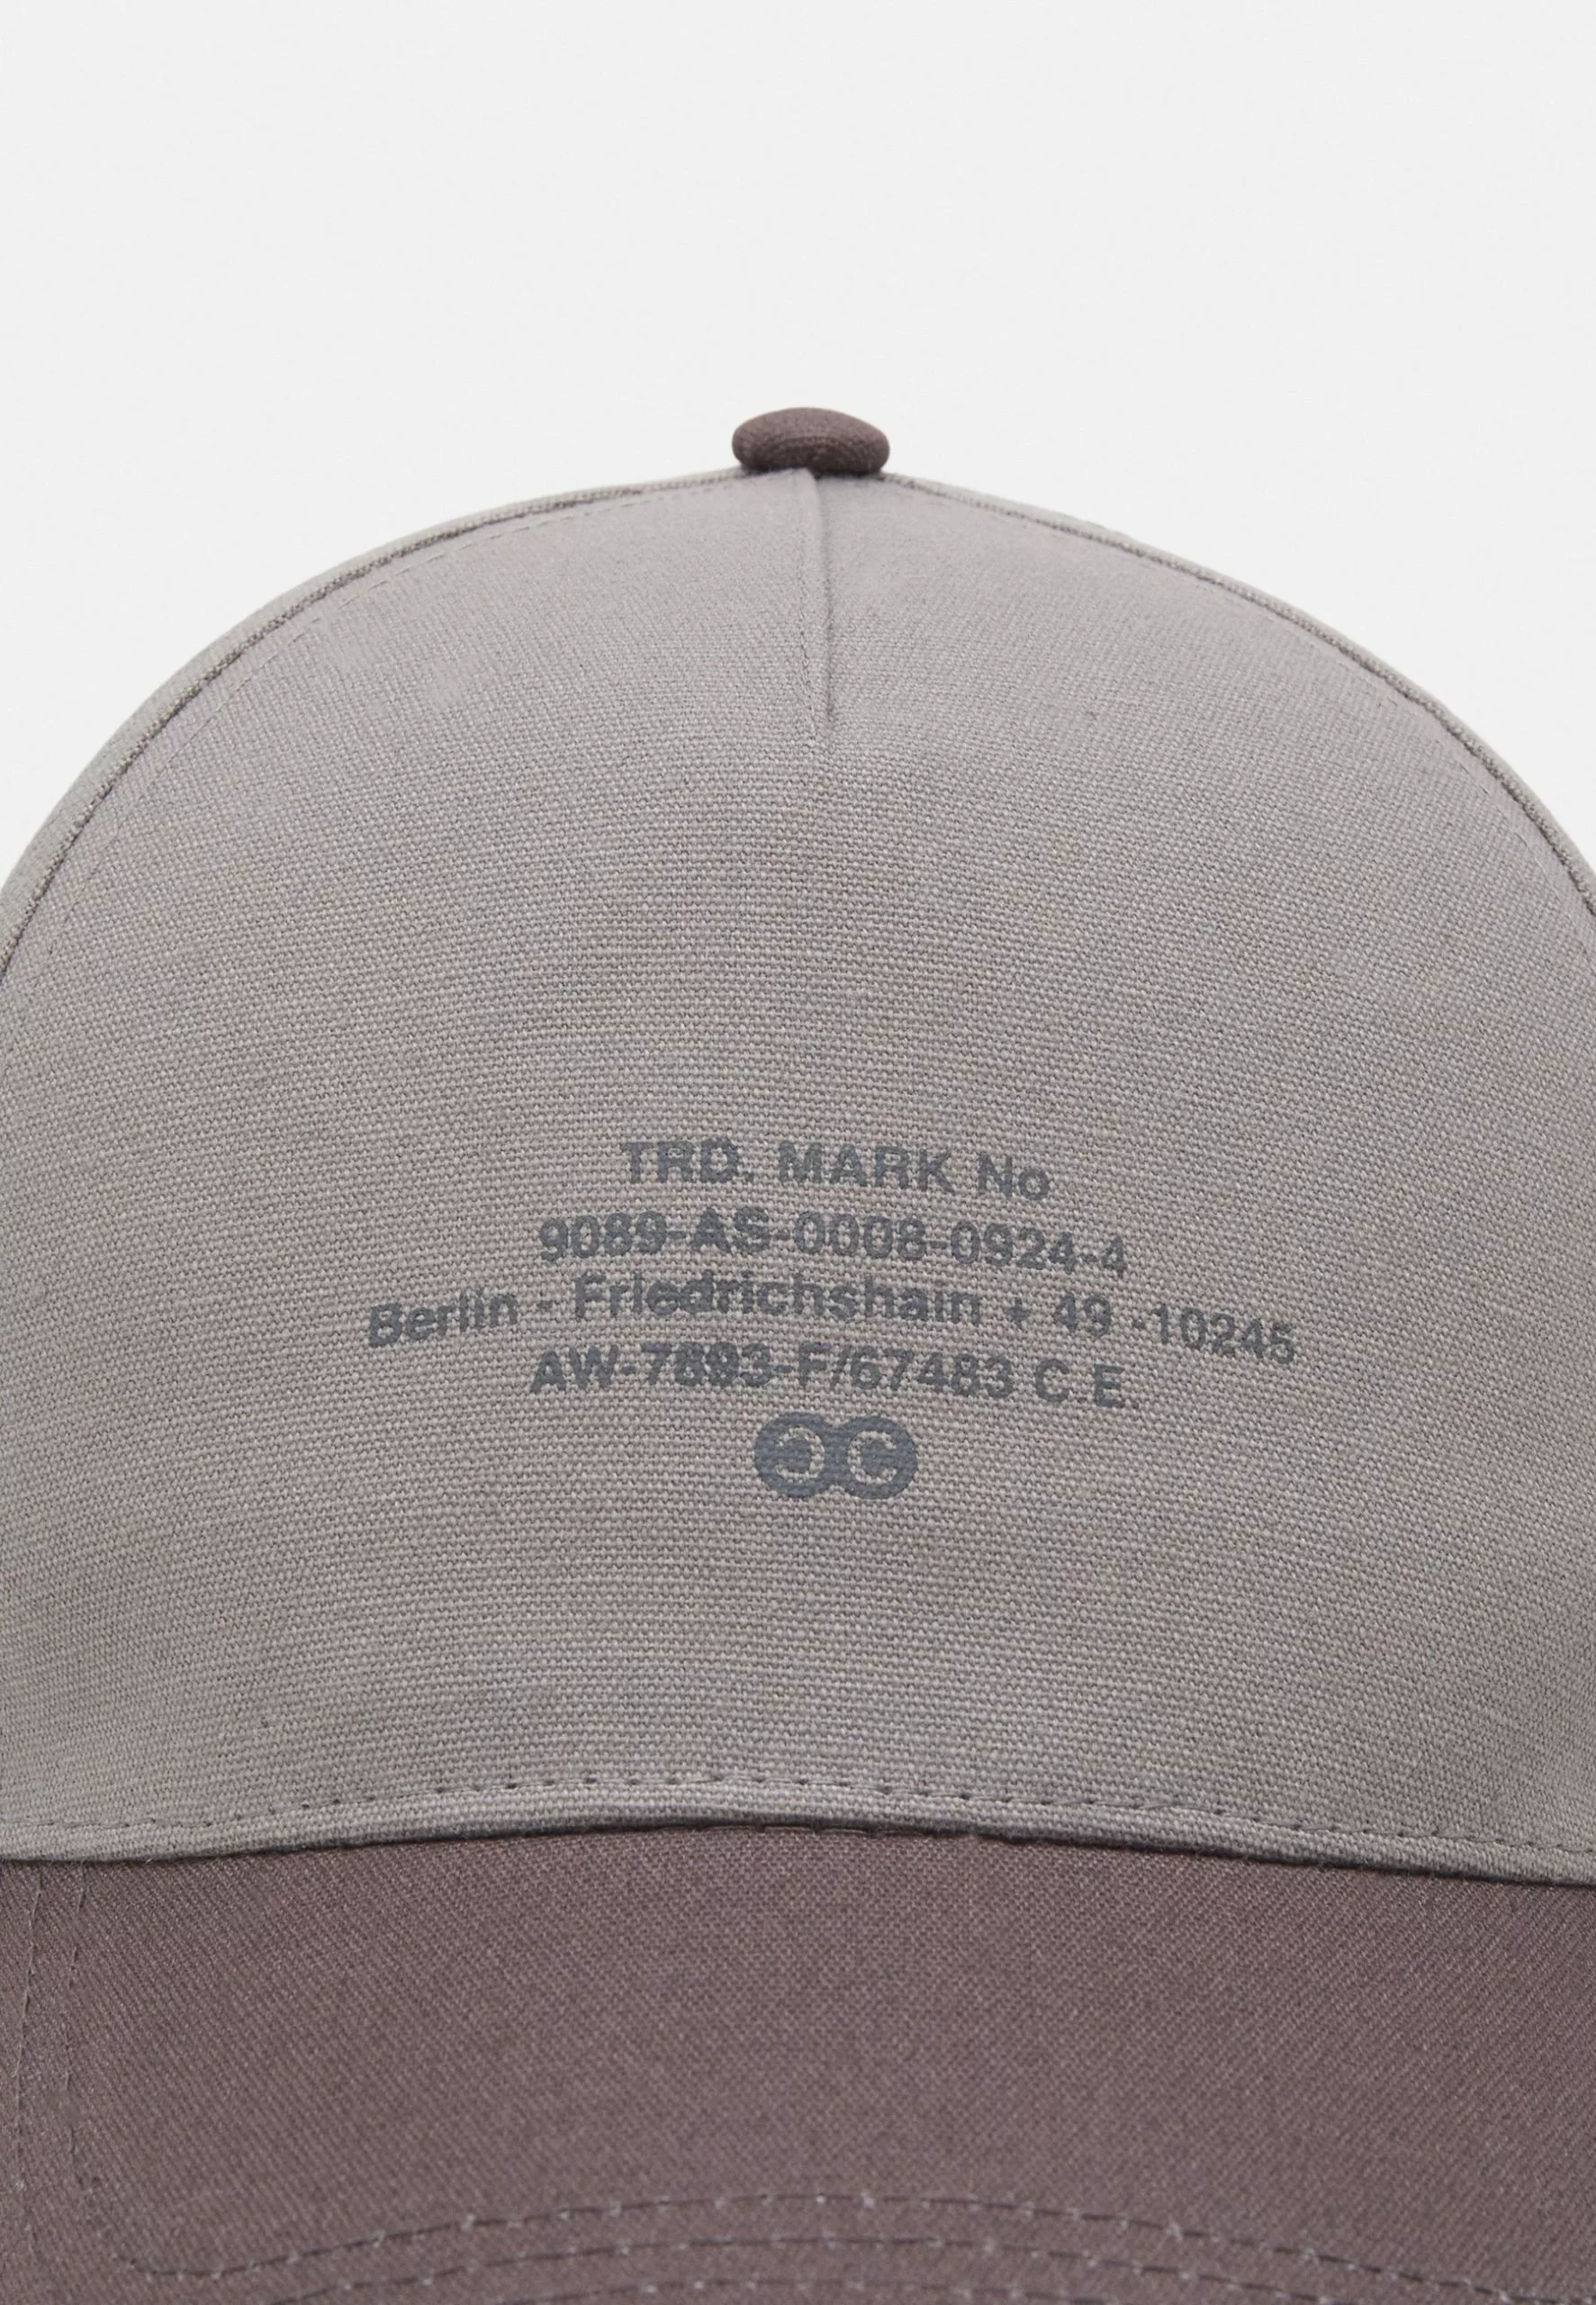 TRD. MARK No
9089-AS-0008-0924-4
Berlin - Friedrichshain + 49 -10245
AW-7893-F/67483 C.E.